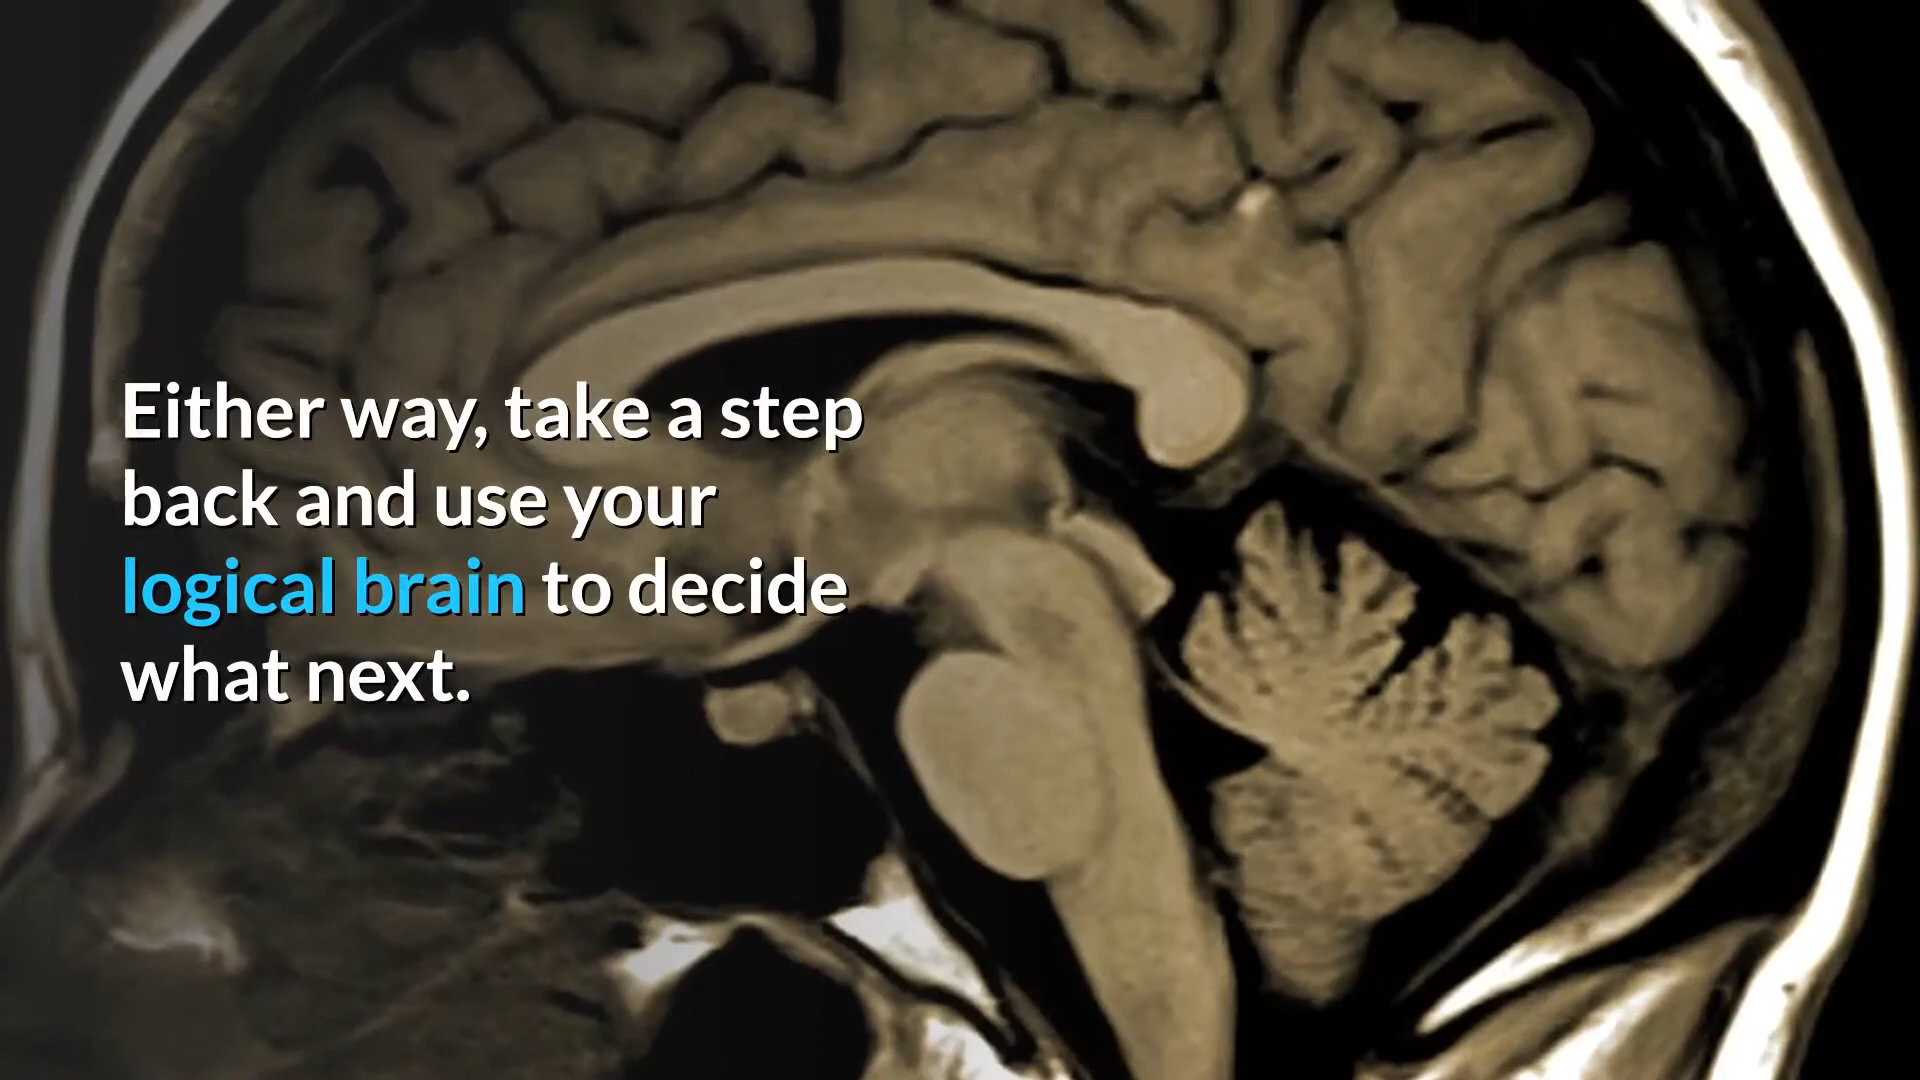 Either way, take a step
back and use your
logical brain to decide
what next.